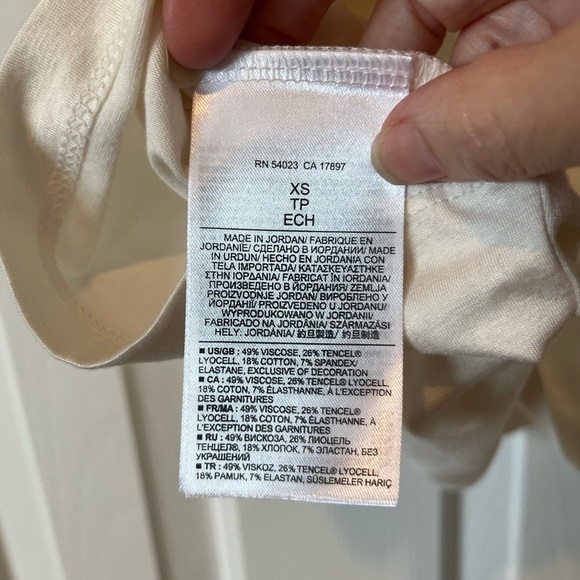 RN 54023 CA 17897
XS
TP
ECH
MADE IN JORDAN/ FABRIQUE EN
JORDANIE/ СДЕЛАНО В ИОРДАНИИ/ MADE
IN URDUN/ HECHO EN JORDANIA CON
TELA IMPORTADA/ ΚΑΤΑΣΚΕΥΑΣΤΗΚΕ
ΣΤΗΝ ΙΟΡΔΑΝΙΑ/ FABRICAT ÎN IORDANIA/
ПРОИЗВЕДЕНО В ЙОРДАНИЯ/ ZEMLJA
PROIZVODNJE JORDAN/ ВИРОБЛЕНО У
ЙОРДАНІЇ/ PROIZVEDENO U JORDANU/
WYPRODUKOWANO W JORDANII/
FABRICADO NA JORDÂNIA/ SZÁRMAZÁSI
HELY: JORDÁNIA/ 约旦製造/ 约旦制造
■ US/GB : 49% VISCOSE, 26% TENCEL®
LYOCELL, 18% COTTON, 7% SPANDEX/
ELASTANE, EXCLUSIVE OF DECORATION
■ CA : 49% VISCOSE, 26% TENCEL® LYOCELL,
18% COTON, 7% ÉLASTHANNE, À L'EXCEPTION
DES GARNITURES
■ FR/MA : 49% VISCOSE, 26% TENCEL®
LYOCELL, 18% COTON, 7% ÉLASTHANNE, À
L'EXCEPTION DES GARNITURES
■ RU : 49% ВИСКОЗА, 26% ЛИОЦЕЛЬ
ТЕНЦЕЛ®, 18% ХЛОПОК, 7% ЭЛАСТАН, БЕЗ
УКРАШЕНИЙ
■ TR : 49% VISKOZ, 26% TENCEL® LYOCELL,
18% PAMUK, 7% ELASTAN, SÜSLEMELER HARİÇ